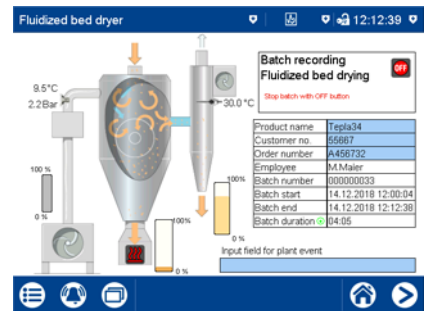 Fluidized bed dryer
12:12:39
Batch recording
Fluidized bed drying
OFF
Stop batch with OFF button
9.5°C
2.2Bar
30.0 °C
Product name Tepla34
Customer no. 55667
Order number A456732
Employee M.Maier
Batch number 000000033
Batch start 14.12.2018 12:00:04
Batch end 14.12.2018 12:12:38
Batch duration 04:05
100 %
0 %
100%
0 %
100%
0 %
Input field for plant event